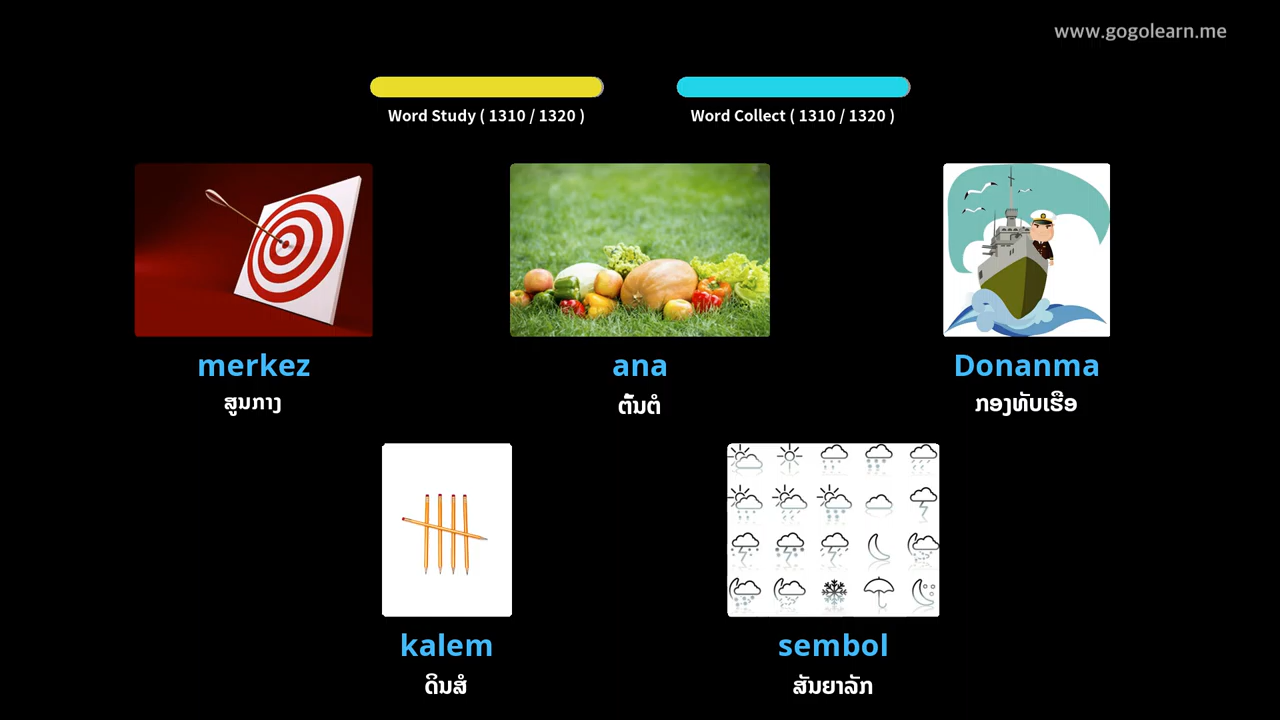 www.gogolearn.me
Word Study ( 1310 / 1320 )
Word Collect ( 1310 / 1320 )
merkez
ສູນກາງ
ana
ຕົ້ນຕໍ
Donanma
ກອງທັບເຮືອ
kalem
ດິນສໍ
sembol
ສັນຍາລັກ